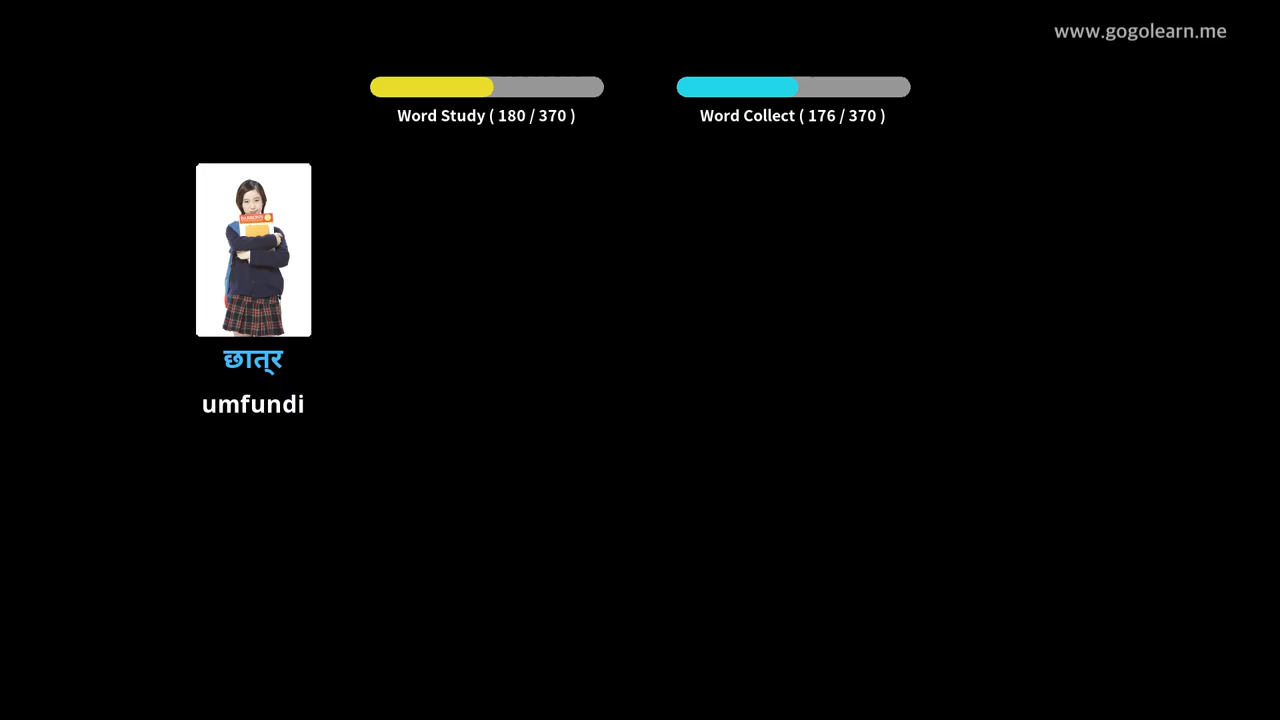 www.gogolearn.me
Word Study ( 180 / 370 )
Word Collect ( 176 / 370 )
छात्र
umfundi